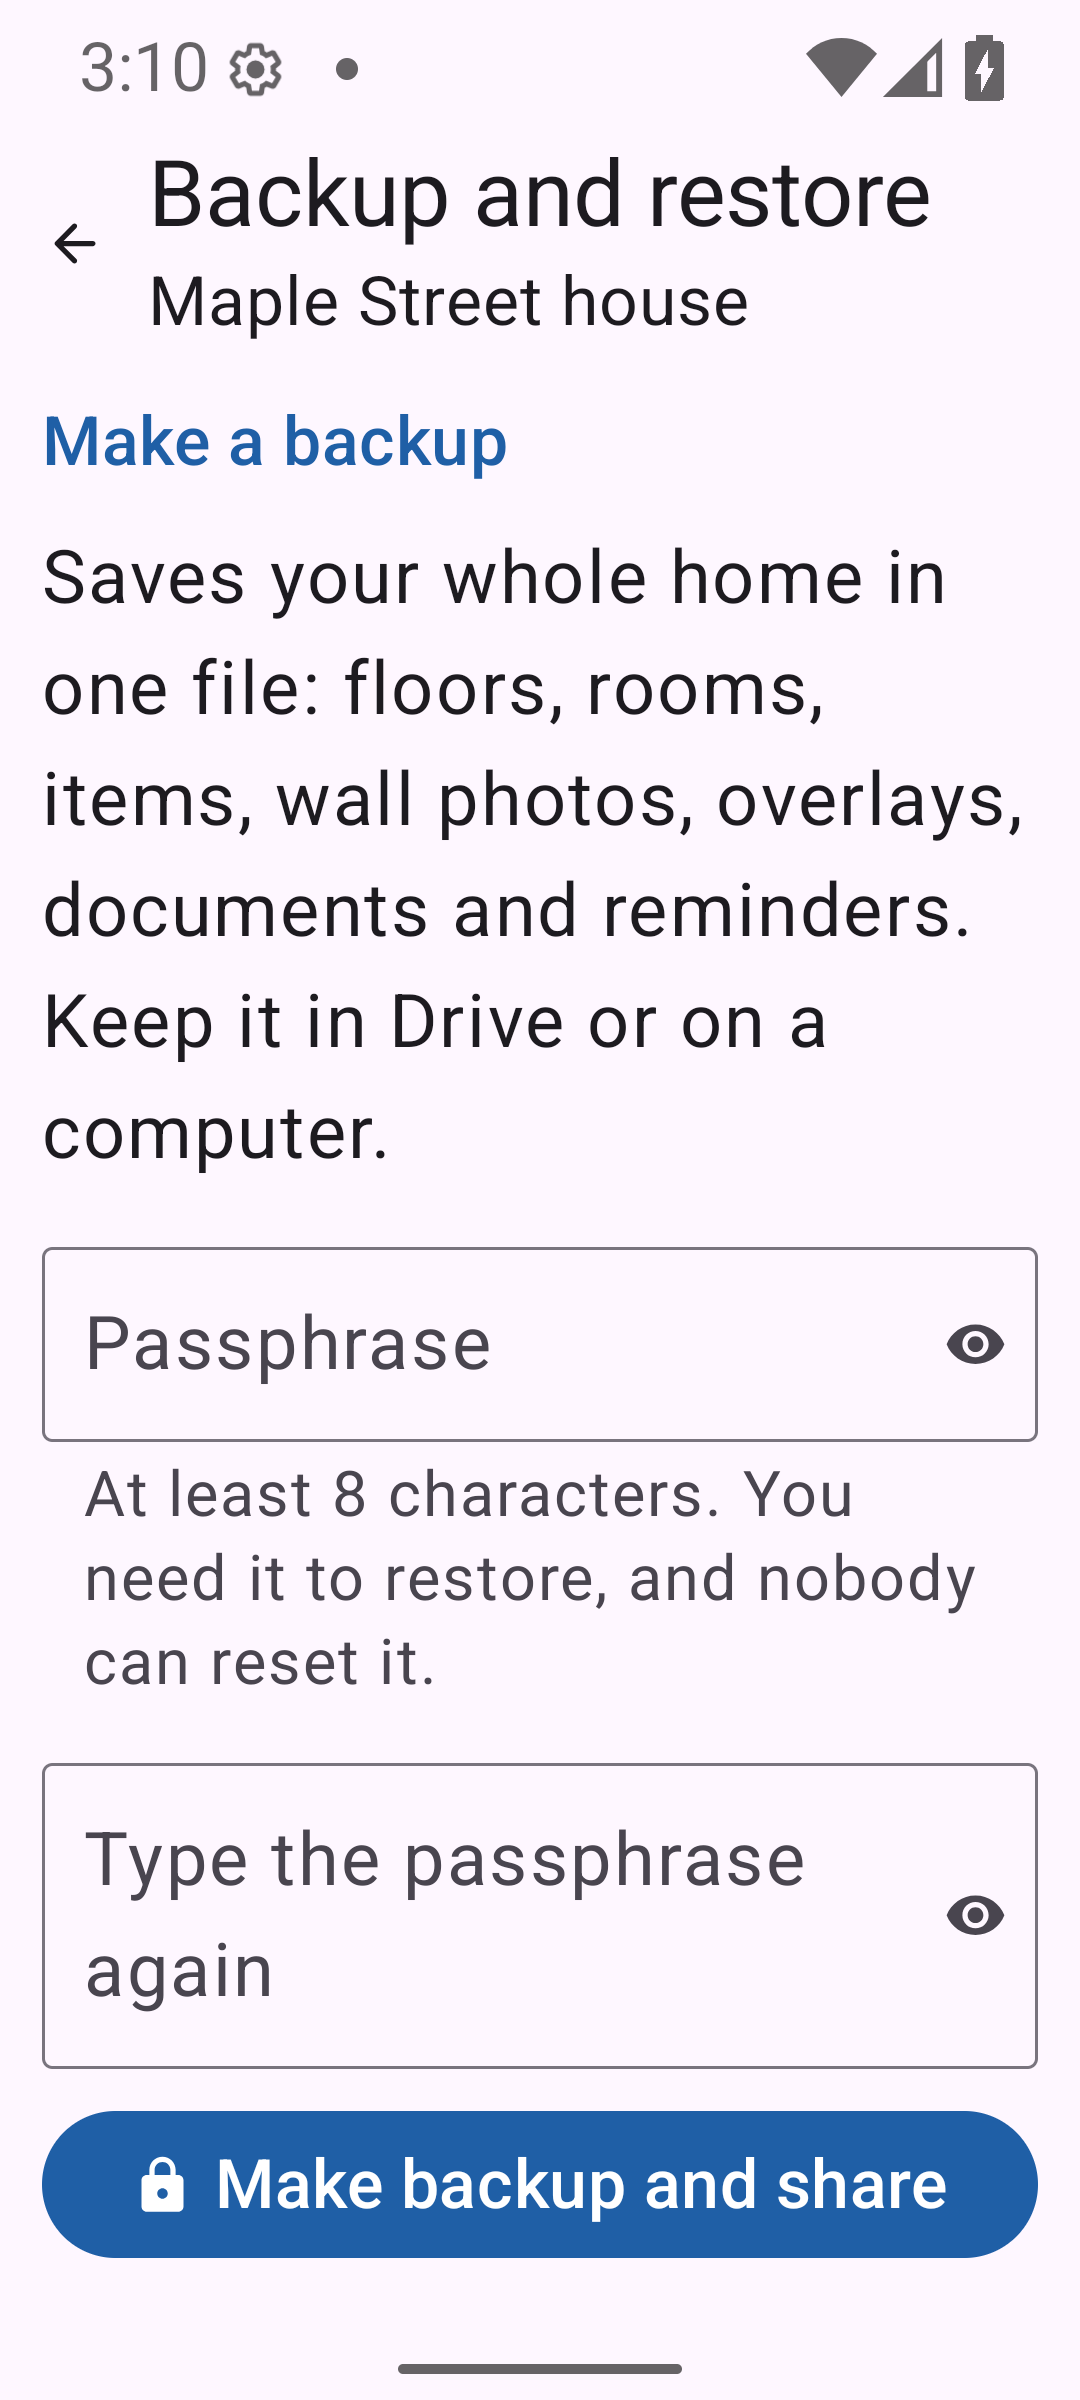 3:10
Backup and restore
Maple Street house
Make a backup
Saves your whole home in
one file: floors, rooms,
items, wall photos, overlays,
documents and reminders.
Keep it in Drive or on a
computer.
Passphrase
At least 8 characters. You
need it to restore, and nobody
can reset it.
Type the passphrase
again
Make backup and share